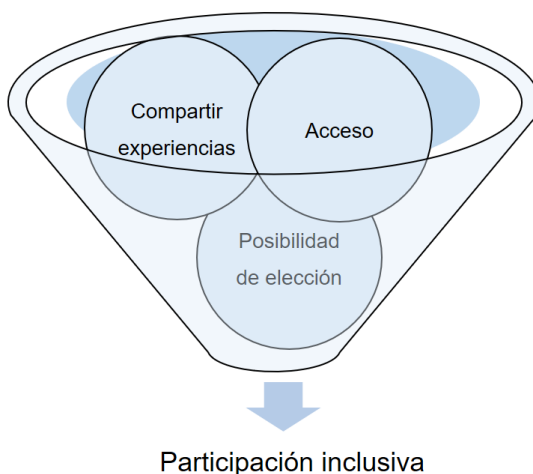 Compartir
experiencias
Acceso
Posibilidad
de elección
Participación inclusiva